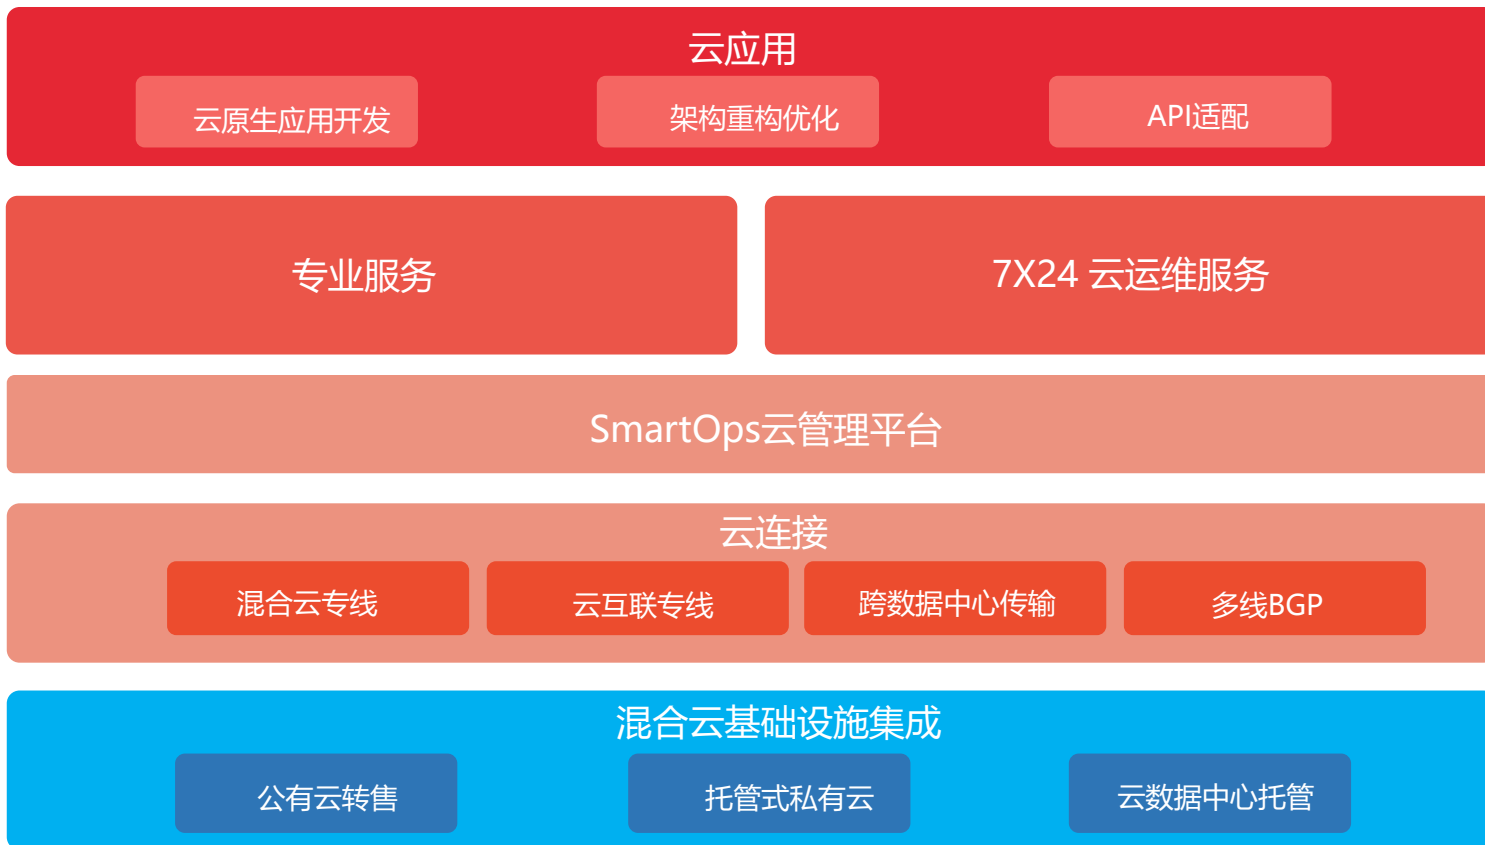 云应用
云原生应用开发
架构重构优化
API适配
专业服务
7X24 云运维服务
SmartOps云管理平台
云连接
混合云专线
云互联专线
跨数据中心传输
多线BGP
混合云基础设施集成
公有云转售
托管式私有云
云数据中心托管